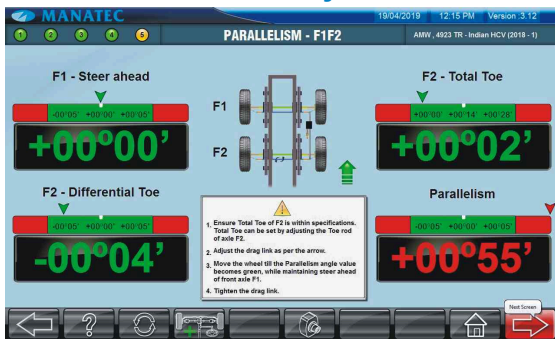 MANATEC
19/04/2019 12:15 PM Version :3.12
1 2 3 4 5
PARALLELISM - F1F2
AMW , 4923 TR - Indian HCV (2018 - 1)
F1 - Steer ahead
-00°05' +00°00' +00°05'
+00°00'
F2 - Total Toe
+00°00' +00°14' +00°28'
+00°02'
F1
F2
F2 - Differential Toe
-00°05' +00°00' +00°05'
-00°04'
Parallelism
-00°05' +00°00' +00°05'
+00°55'
1. Ensure Total Toe of F2 is within specifications.
Total Toe can be set by adjusting the Toe rod
of axle F2.
2. Adjust the drag link as per the arrow.
3. Move the wheel till the Parallelism angle value
becomes green, while maintaining steer ahead
of front axle F1.
4. Tighten the drag link.
Next Screen